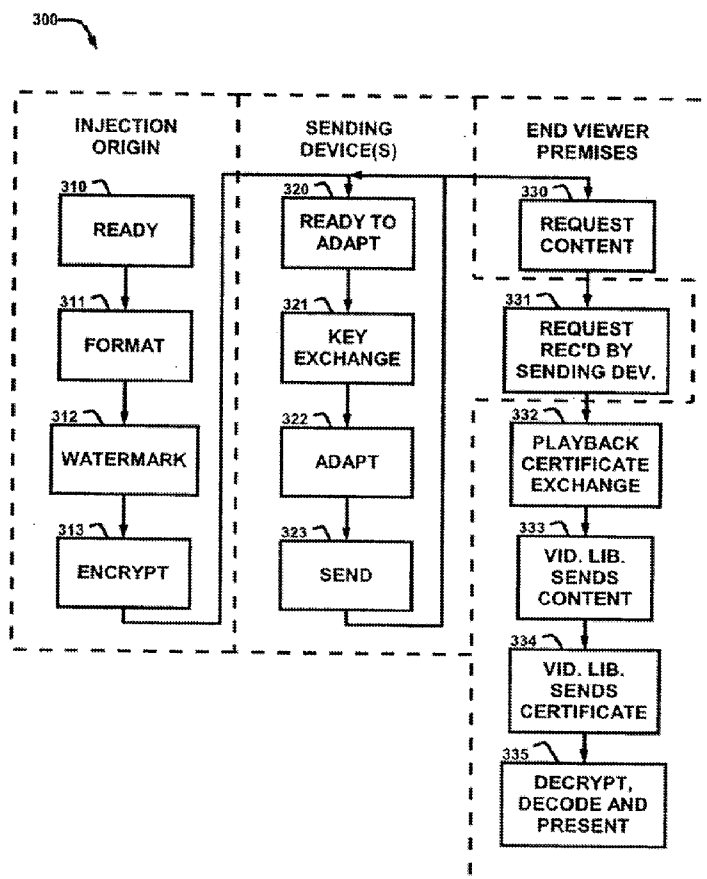 300
INJECTION
ORIGIN
310
READY
311
FORMAT
312
WATERMARK
313
ENCRYPT
SENDING
DEVICE(S)
320
READY TO
ADAPT
321
KEY
EXCHANGE
322
ADAPT
323
SEND
END VIEWER
PREMISES
330
REQUEST
CONTENT
331
REQUEST
REC'D BY
SENDING DEV.
332
PLAYBACK
CERTIFICATE
EXCHANGE
333
VID. LIB.
SENDS
CONTENT
334
VID. LIB.
SENDS
CERTIFICATE
335
DECRYPT,
DECODE AND
PRESENT